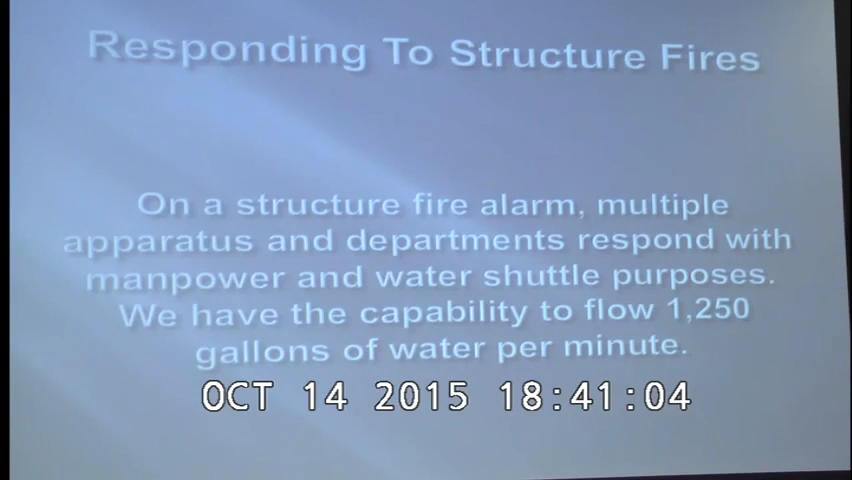 Responding To Structure Fires
On a structure fire alarm, multiple
apparatus and departments respond with
manpower and water shuttle purposes.
We have the capability to flow 1,250
gallons of water per minute.
OCT 14 2015 18:41:04